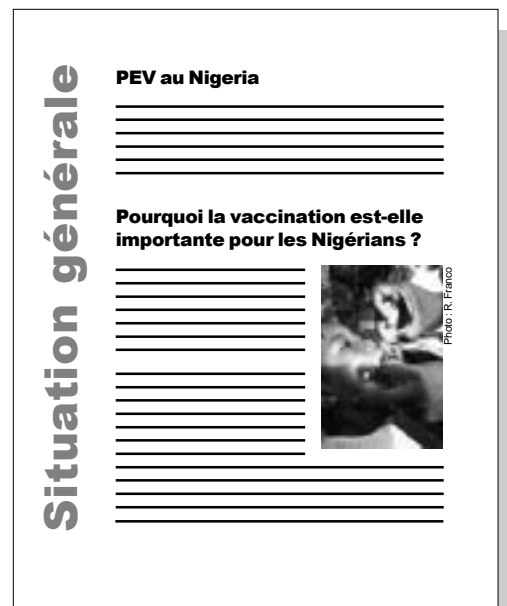 Situation générale
PEV au Nigeria
Pourquoi la vaccination est-elle
importante pour les Nigérians ?
Photo : R. Franco